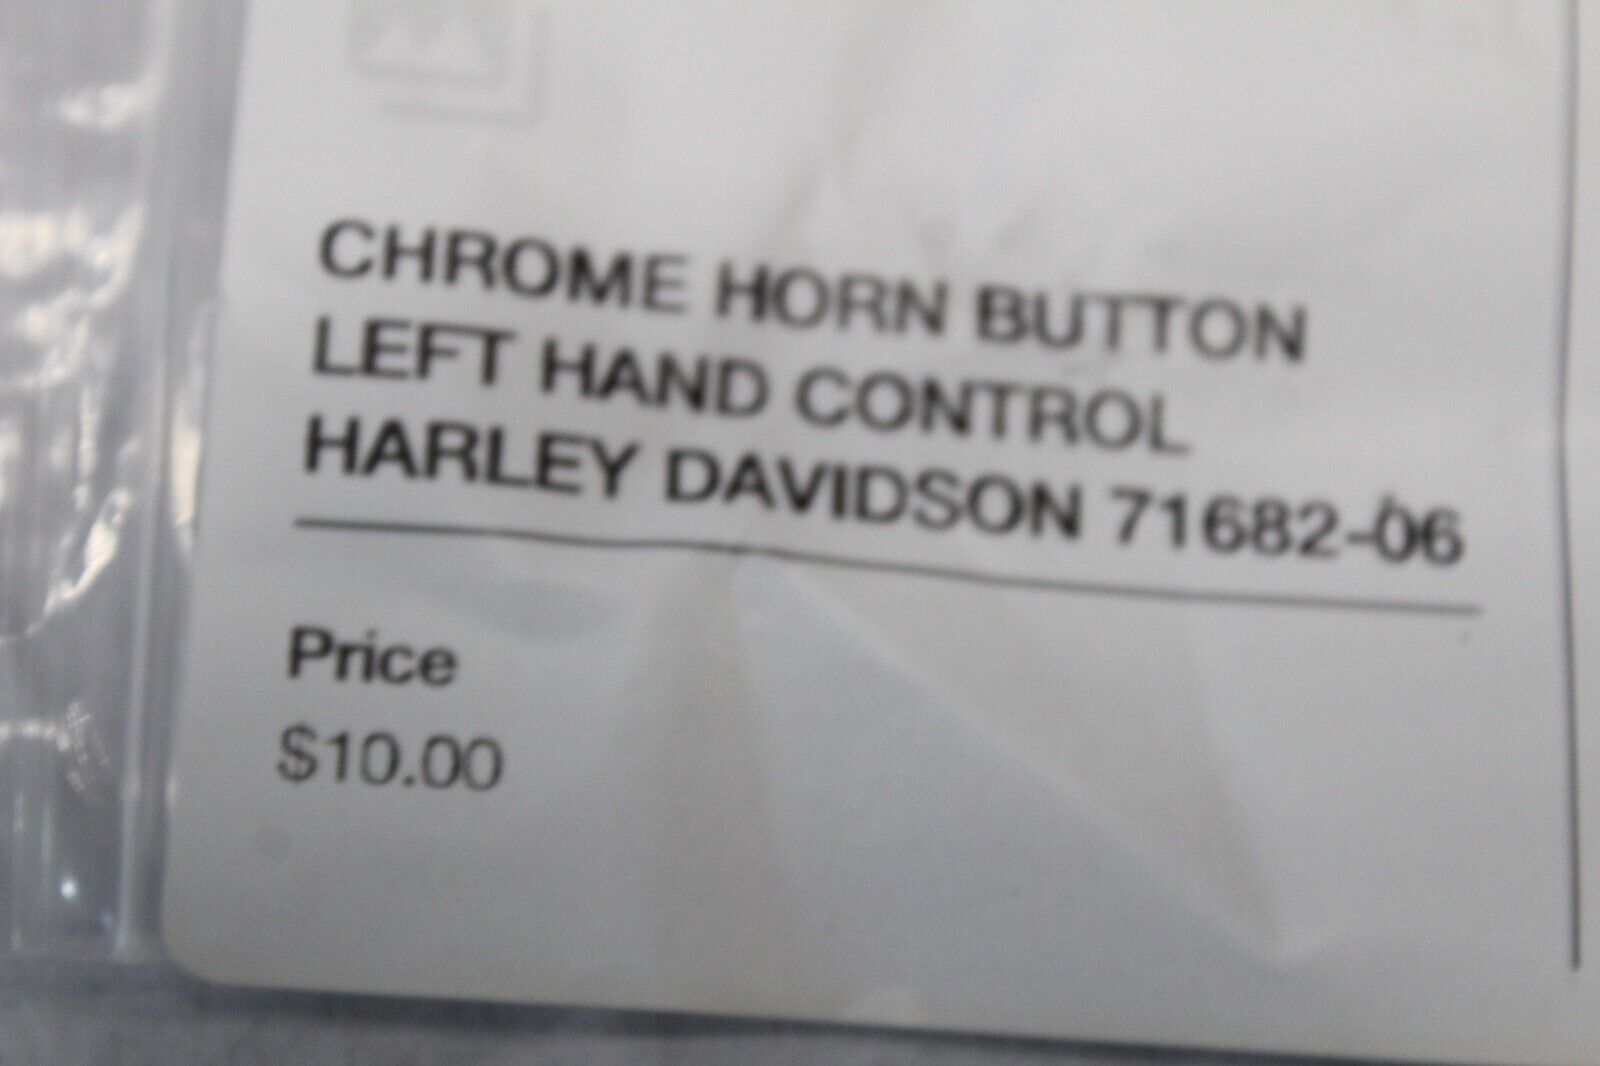 CHROME HORN BUTTON
LEFT HAND CONTROL
HARLEY DAVIDSON 71682-06
Price
$10.00